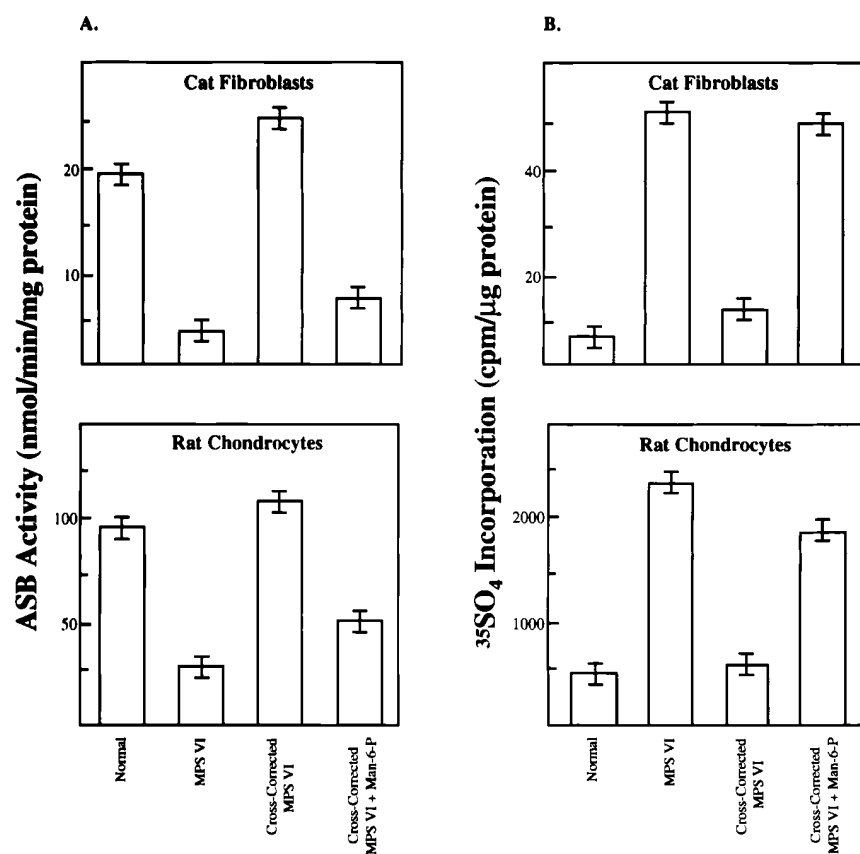 A.
Cat Fibroblasts
20
10
Rat Chondrocytes
100
50
ASB Activity (nmol/min/mg protein)
Normal
MPS VI
Cross-Corrected
MPS VI
Cross-Corrected
MPS VI + Man-6-P
B.
Cat Fibroblasts
40
20
Rat Chondrocytes
2000
1000
³⁵SO₄ Incorporation (cpm/μg protein)
Normal
MPS VI
Cross-Corrected
MPS VI
Cross-Corrected
MPS VI + Man-6-P